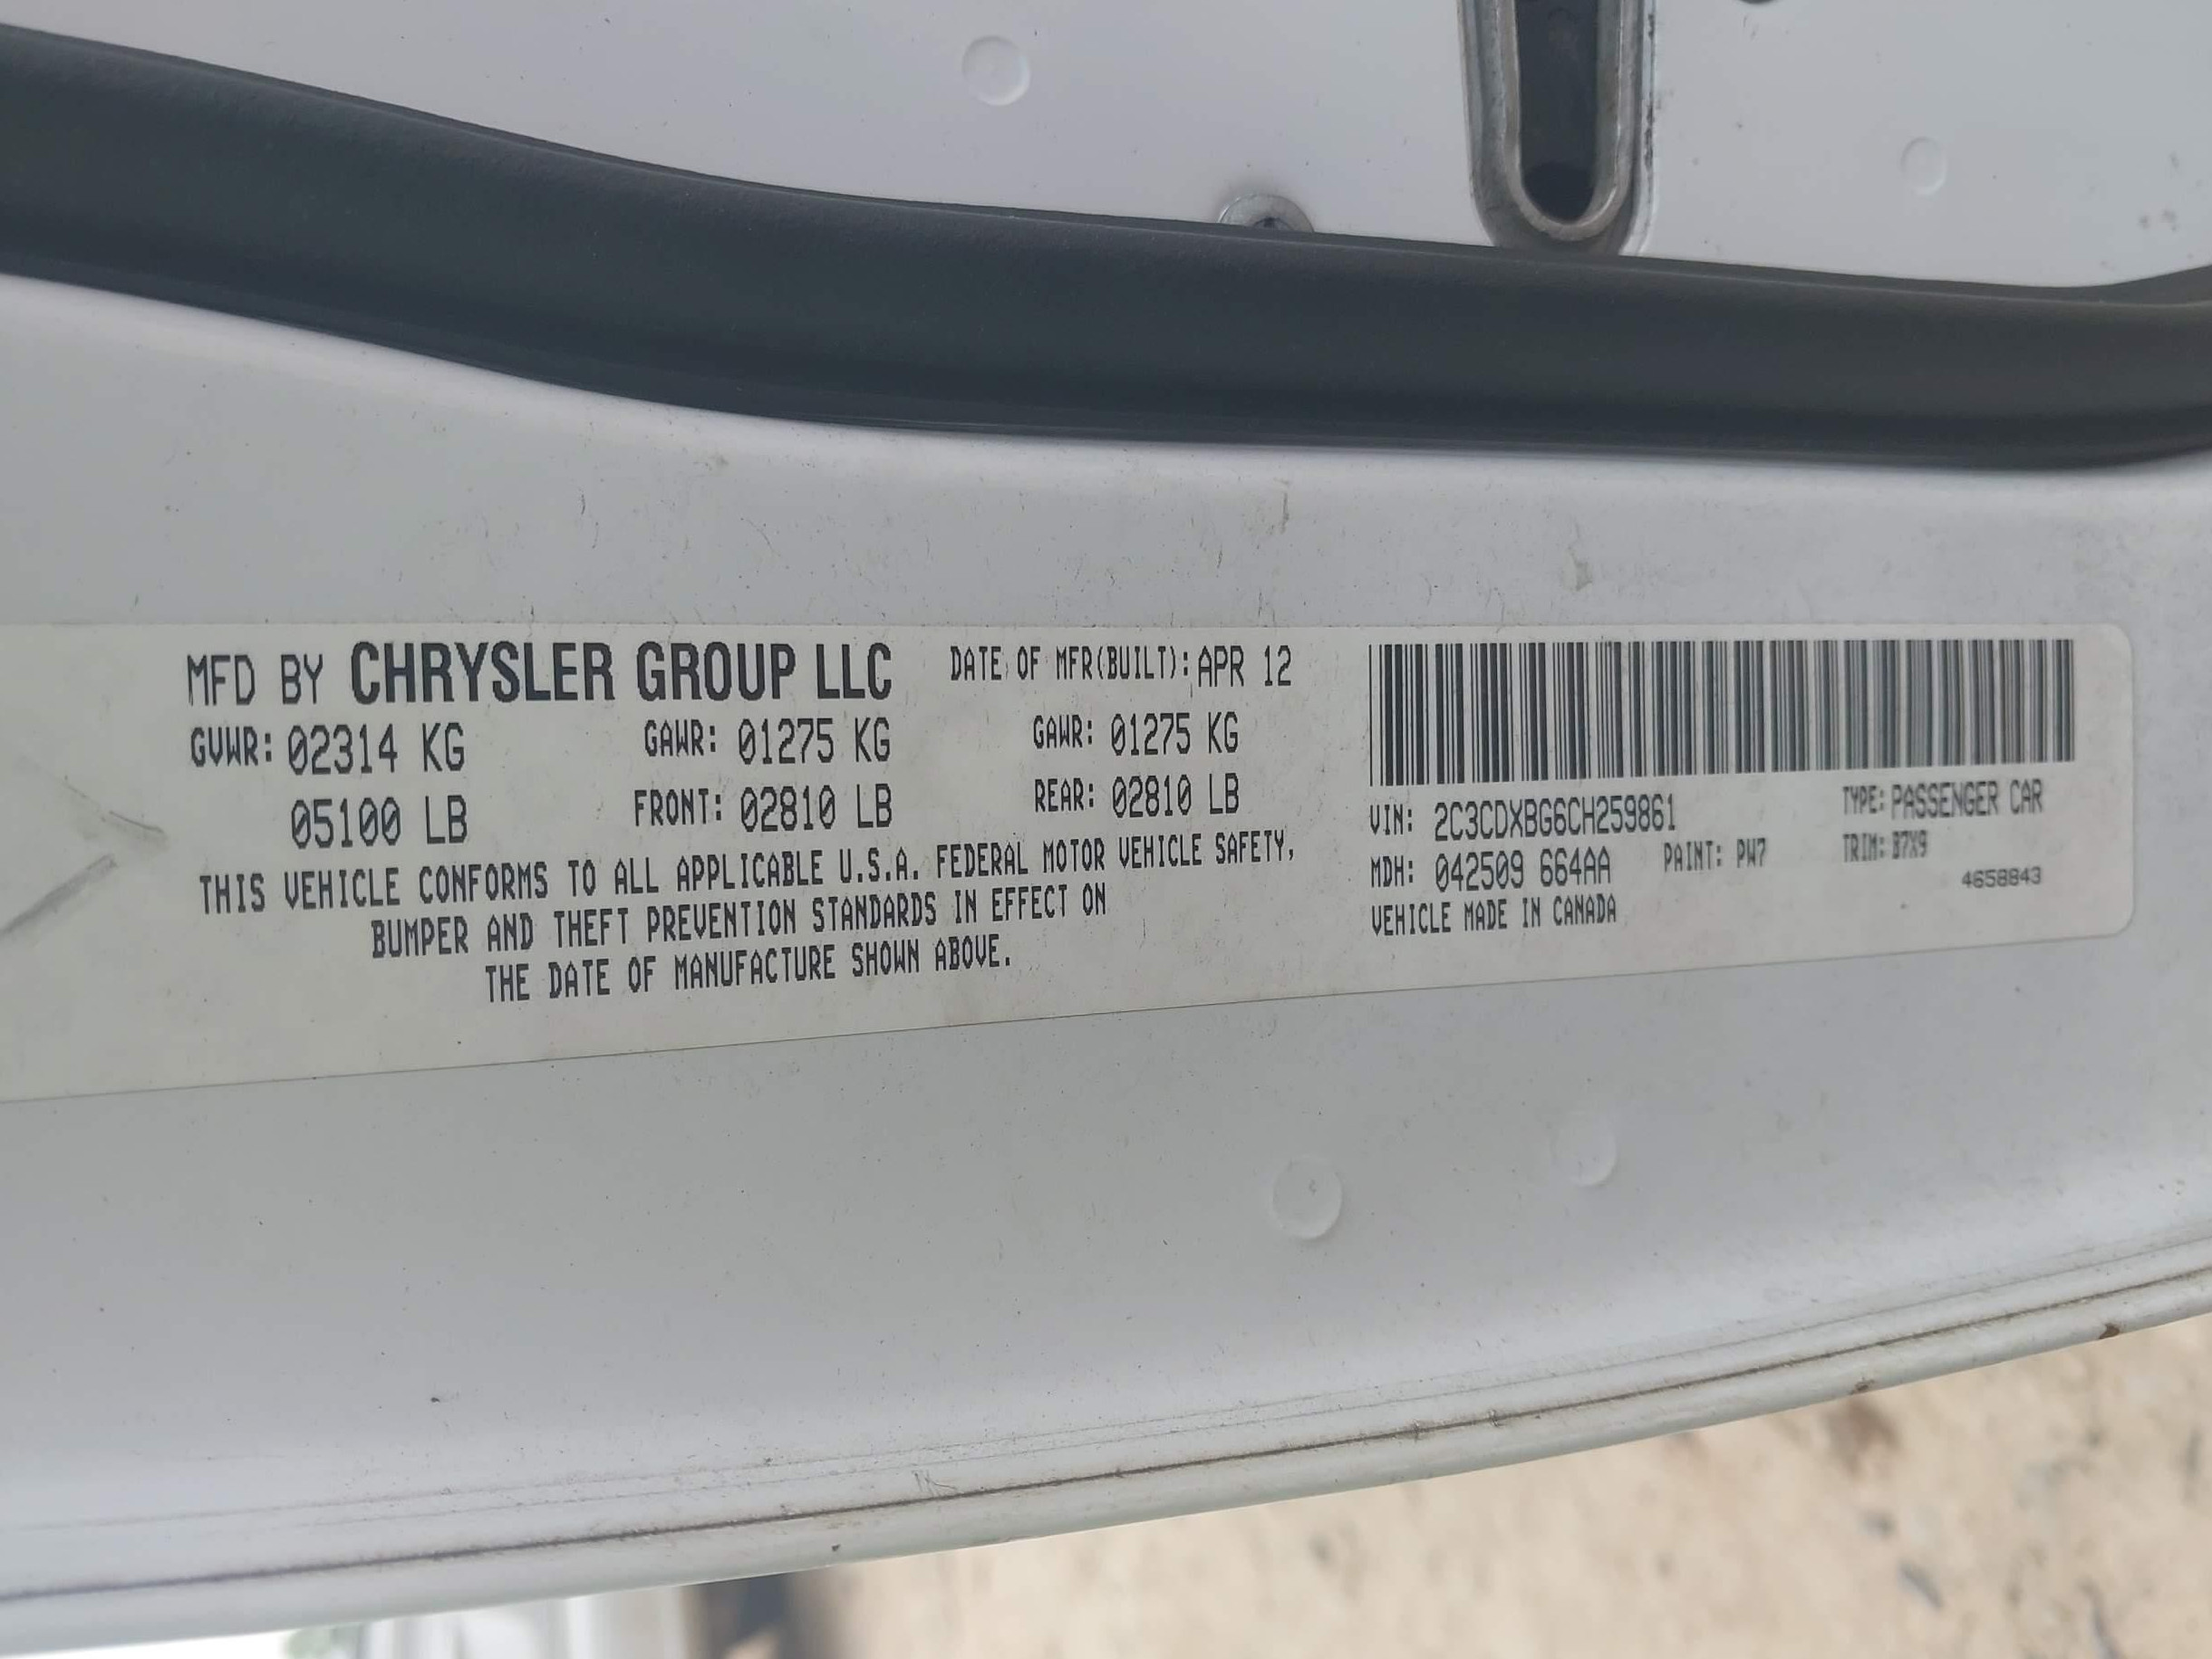 MFD BY CHRYSLER GROUP LLC DATE OF MFR(BUILT): APR 12
GVWR: 02314 KG GAWR: 01275 KG GAWR: 01275 KG
05100 LB FRONT: 02810 LB REAR: 02810 LB
THIS VEHICLE CONFORMS TO ALL APPLICABLE U.S.A. FEDERAL MOTOR VEHICLE SAFETY,
BUMPER AND THEFT PREVENTION STANDARDS IN EFFECT ON
THE DATE OF MANUFACTURE SHOWN ABOVE.
VIN: 2C3CDXBG6CH259861 TYPE: PASSENGER CAR
MDH: 042509 664AA PAINT: PW7 TRIM: B7X9
VEHICLE MADE IN CANADA 4658843